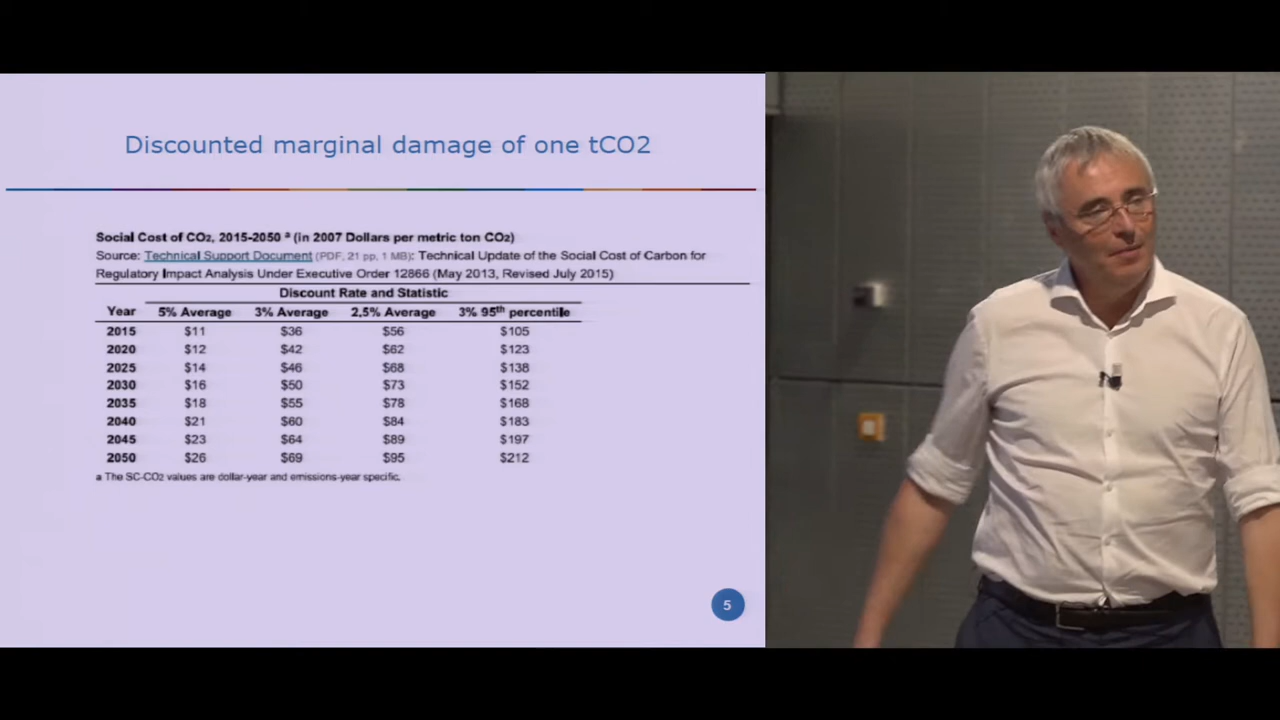 Discounted marginal damage of one tCO2
Social Cost of CO₂, 2015-2050 ª (in 2007 Dollars per metric ton CO₂)
Source: Technical Support Document (PDF, 21 pp, 1 MB): Technical Update of the Social Cost of Carbon for
Regulatory Impact Analysis Under Executive Order 12866 (May 2013, Revised July 2015)
Discount Rate and Statistic
Year 5% Average 3% Average 2.5% Average 3% 95th percentile
2015 $11 $36 $56 $105
2020 $12 $42 $62 $123
2025 $14 $46 $68 $138
2030 $16 $50 $73 $152
2035 $18 $55 $78 $168
2040 $21 $60 $84 $183
2045 $23 $64 $89 $197
2050 $26 $69 $95 $212
a The SC-CO₂ values are dollar-year and emissions-year specific.
5